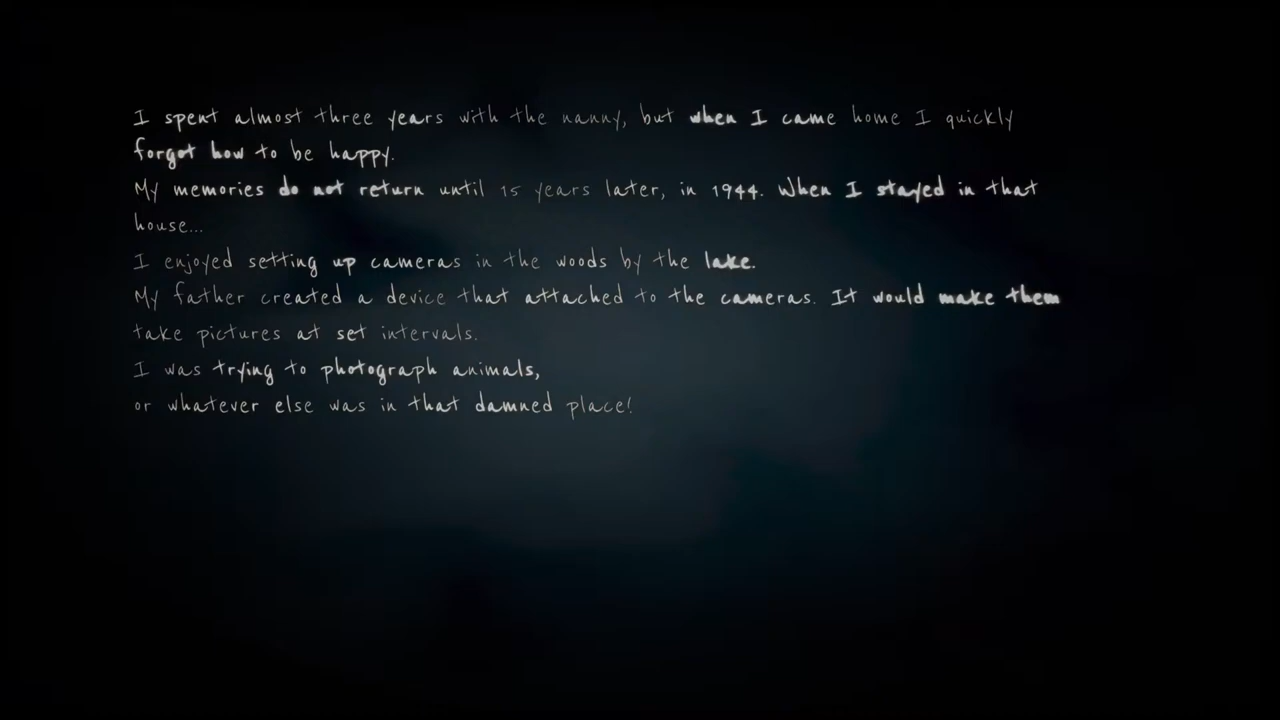 I spent almost three years with the nanny, but when I came home I quickly
forgot how to be happy.
My memories do not return until 15 years later, in 1944. When I stayed in that
house...
I enjoyed setting up cameras in the woods by the lake.
My father created a device that attached to the cameras. It would make them
take pictures at set intervals.
I was trying to photograph animals,
or whatever else was in that damned place!